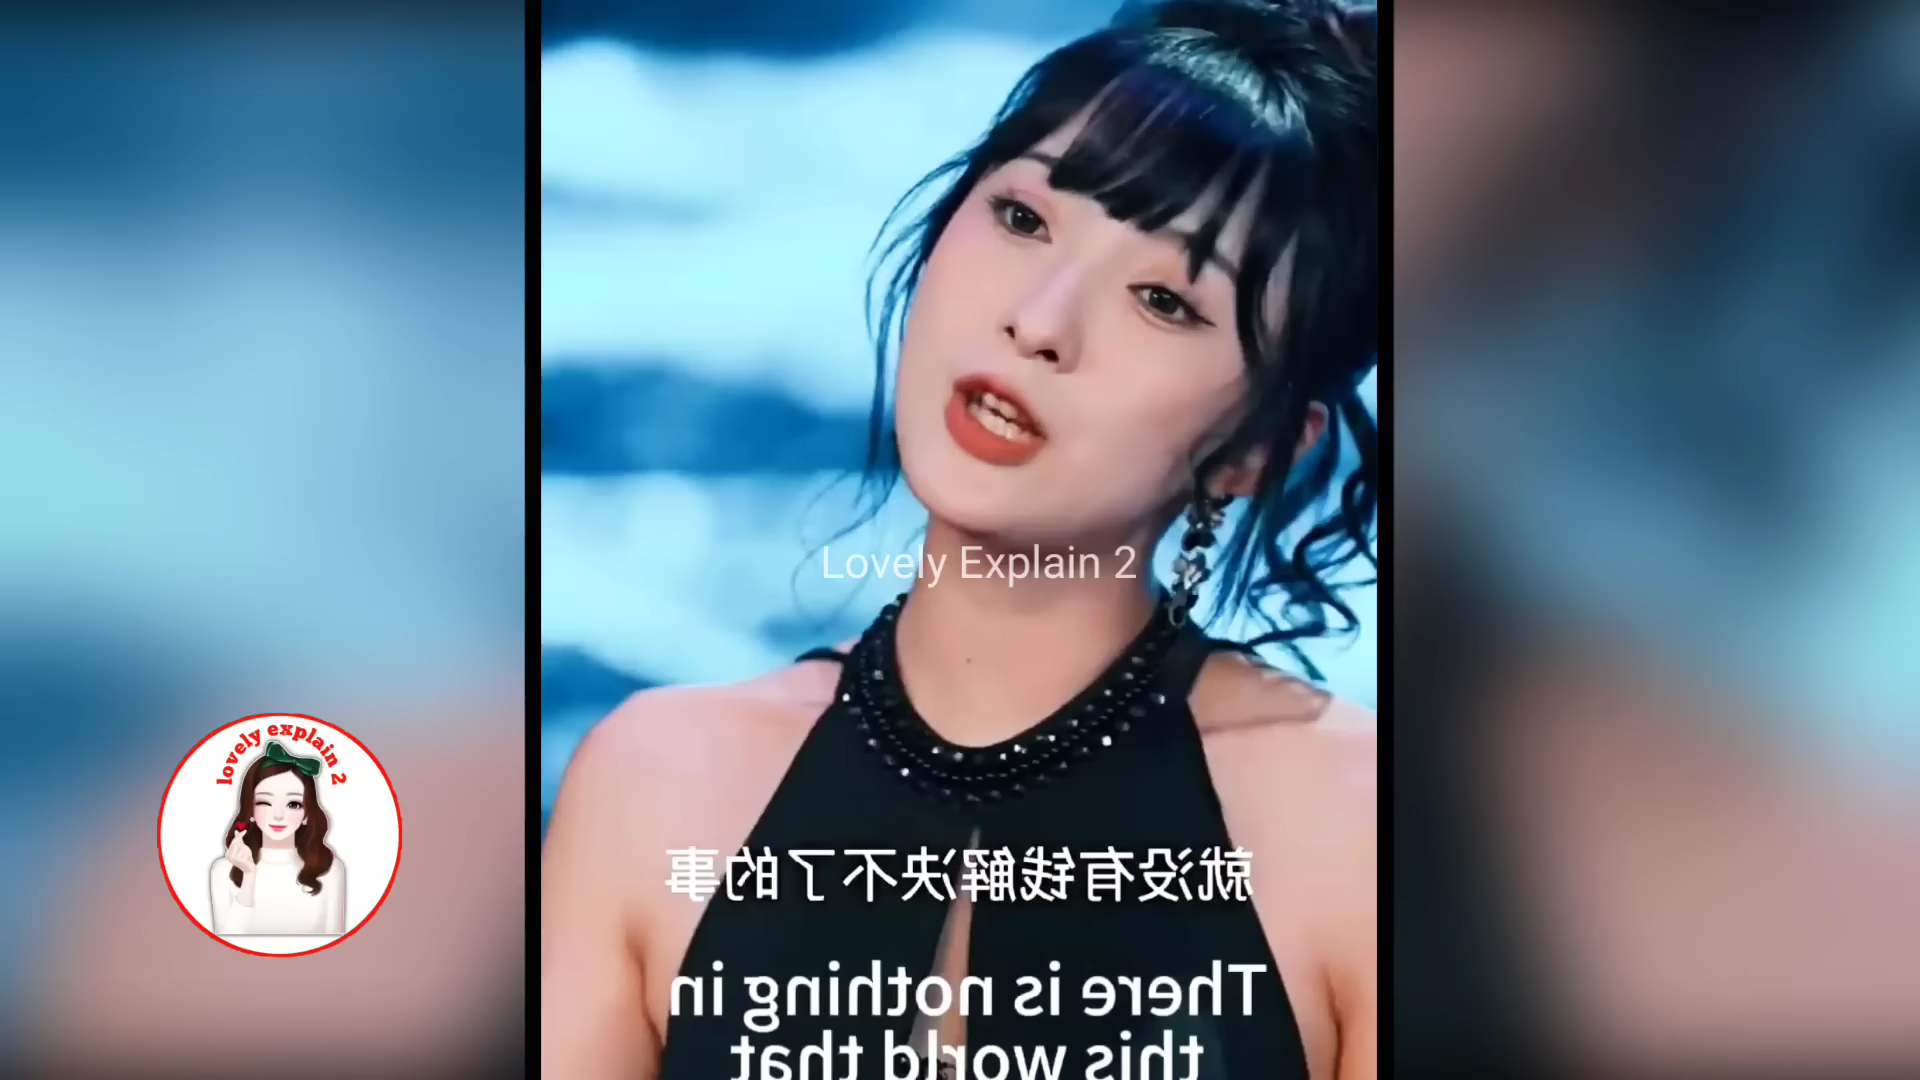 Lovely Explain 2
lovely explain 2
就没有钱解决不了的事
There is nothing in
this world that